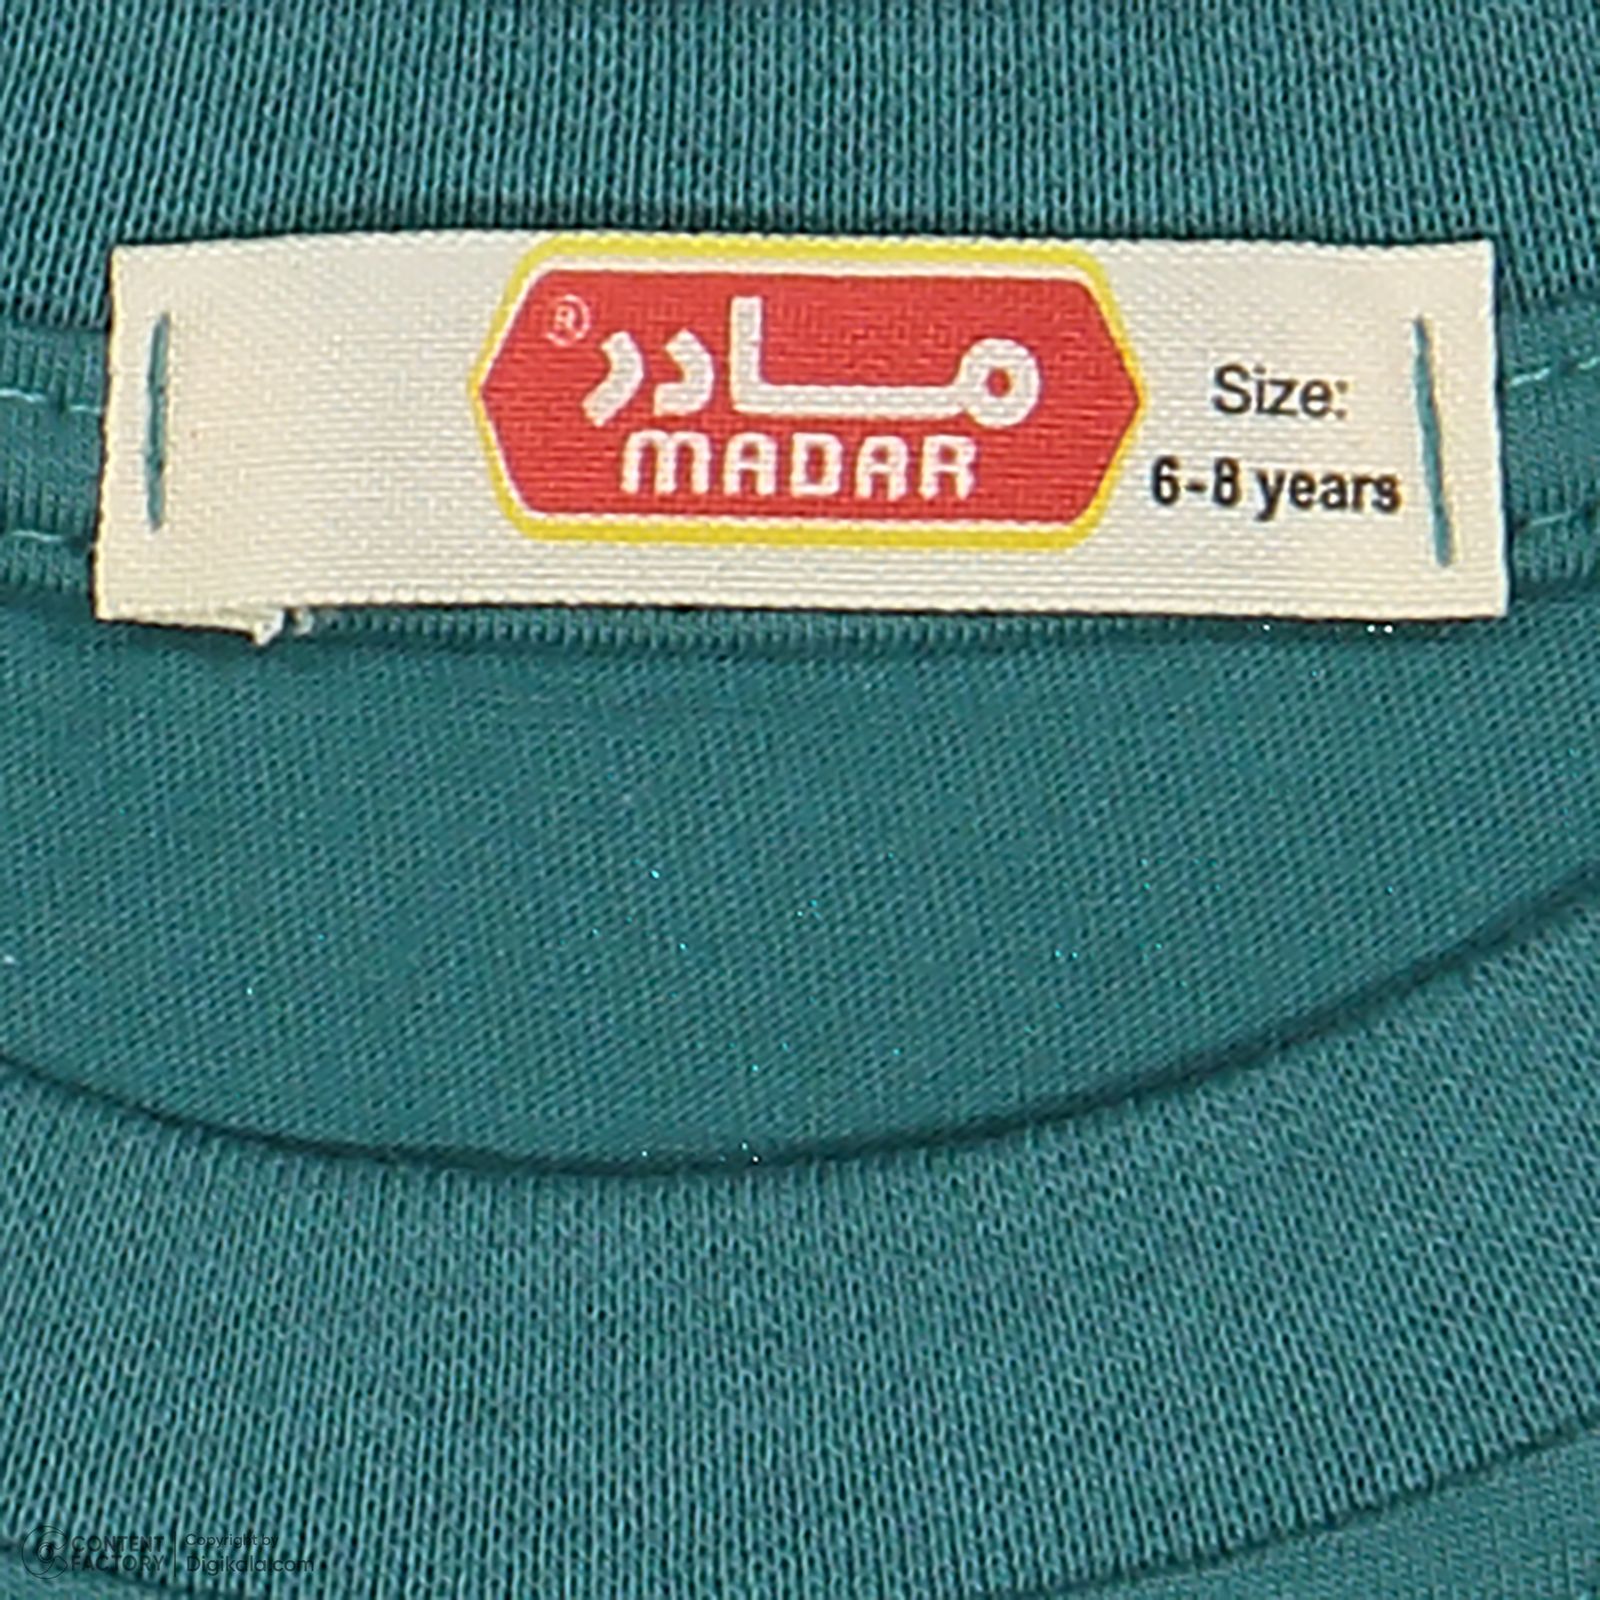 مادر®
MADAR
Size:
6-8 years
CONTENT FACTORY | Copyright by Digikala.com